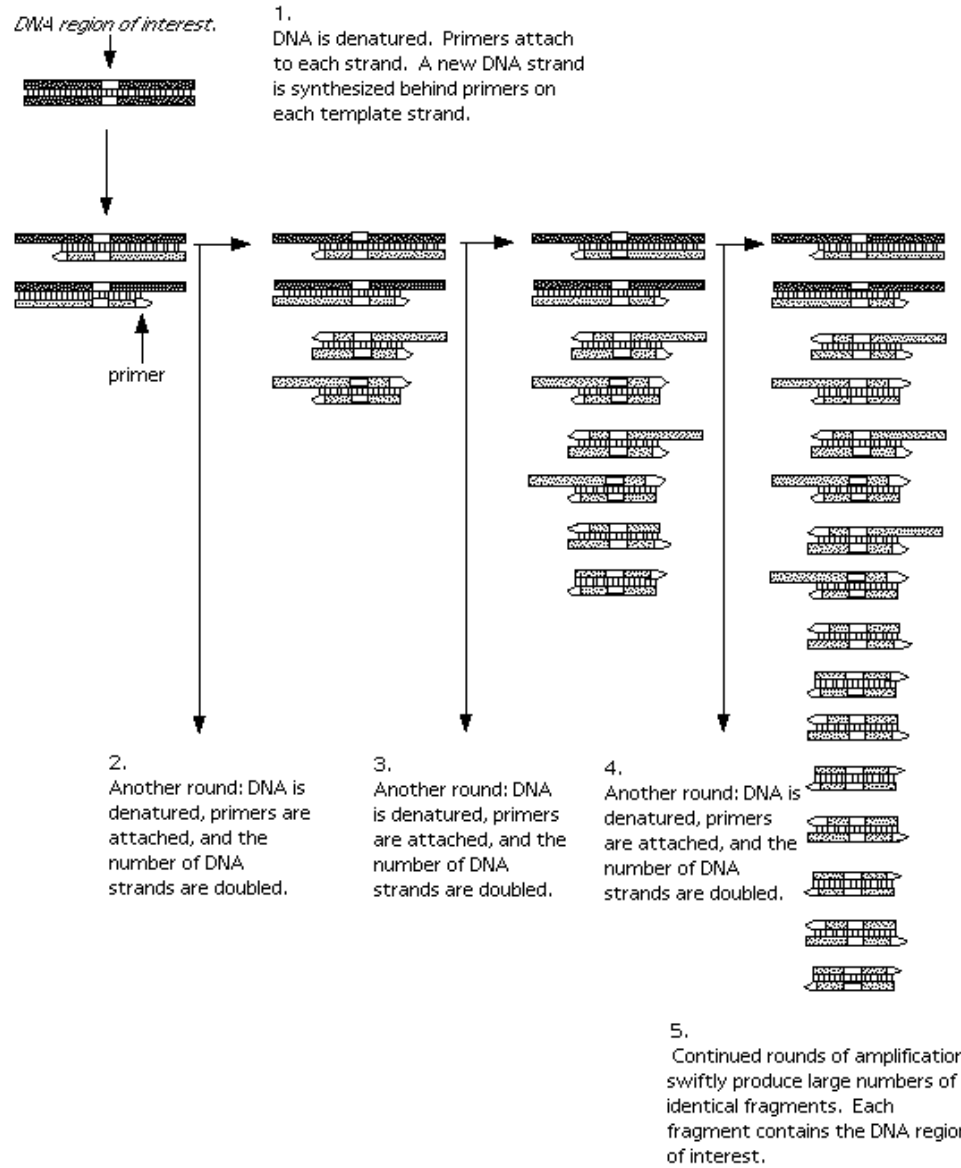 DNA region of interest.
1.
DNA is denatured. Primers attach
to each strand. A new DNA strand
is synthesized behind primers on
each template strand.
primer
2.
Another round: DNA is
denatured, primers are
attached, and the
number of DNA
strands are doubled.
3.
Another round: DNA
is denatured, primers
are attached, and the
number of DNA
strands are doubled.
4.
Another round: DNA is
denatured, primers
are attached, and the
number of DNA
strands are doubled.
5.
Continued rounds of amplification
swiftly produce large numbers of
identical fragments. Each
fragment contains the DNA region
of interest.